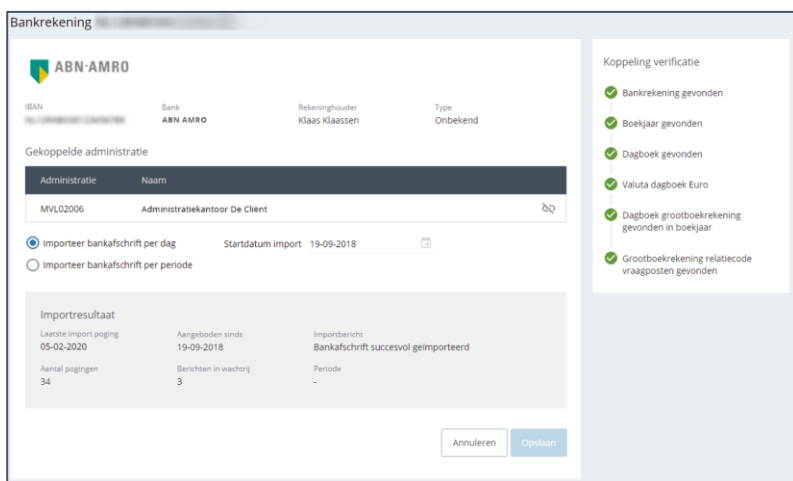 Bankrekening
ABN·AMRO
IBAN Bank Rekeninghouder Type
ABN AMRO Klaas Klaassen Onbekend
Gekoppelde administratie
Administratie Naam
MVL02006 Administratiekantoor De Cliënt
Importeer bankafschrift per dag Startdatum import 19-09-2018
Importeer bankafschrift per periode
Importresultaat
Laatste import poging Aangeboden sinds Importbericht
05-02-2020 19-09-2018 Bankafschrift succesvol geïmporteerd
Aantal pogingen Berichten in wachtrij Periode
34 3 -
Annuleren Opslaan
Koppeling verificatie
Bankrekening gevonden
Boekjaar gevonden
Dagboek gevonden
Valuta dagboek Euro
Dagboek grootboekrekening
gevonden in boekjaar
Grootboekrekening relatiecode
vraagposten gevonden